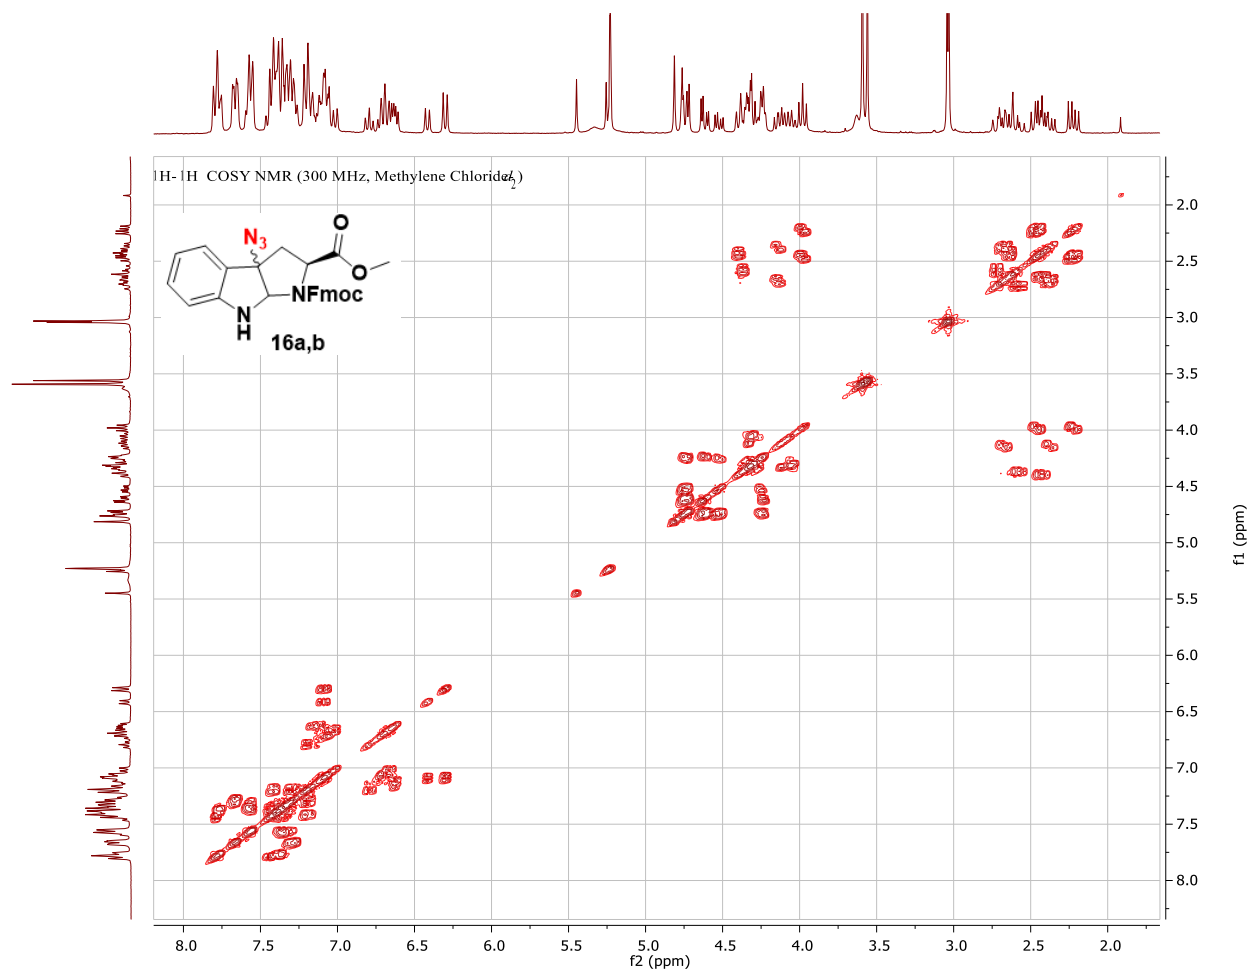 1H- 1H COSY NMR (300 MHz, Methylene Chloride-d2)
O
N3
O
NFmoc
N
H
16a,b
2.0
2.5
3.0
3.5
4.0
4.5
5.0
5.5
6.0
6.5
7.0
7.5
8.0
f1 (ppm)
8.0 7.5 7.0 6.5 6.0 5.5 5.0 4.5 4.0 3.5 3.0 2.5 2.0
f2 (ppm)